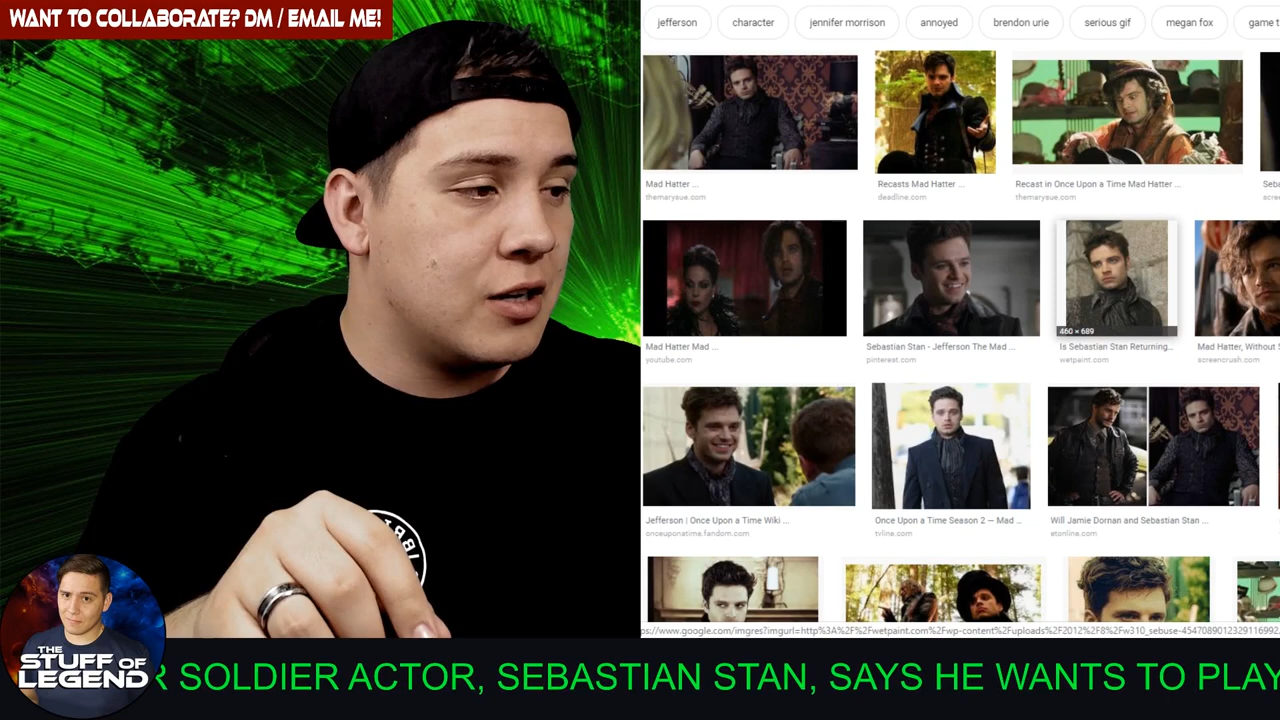 WANT TO COLLABORATE? DM / EMAIL ME!
jefferson
character
jennifer morrison
annoyed
brendon urie
serious gif
megan fox
game t
Mad Hatter ...
themarysue.com
Recasts Mad Hatter ...
deadline.com
Recast in Once Upon a Time Mad Hatter ...
themarysue.com
Seba
scree
460 × 689
Mad Hatter Mad ...
youtube.com
Sebastian Stan - Jefferson The Mad ...
pinterest.com
Is Sebastian Stan Returning...
wetpaint.com
Mad Hatter, Without S
screencrush.com
Jefferson | Once Upon a Time Wiki ...
onceuponatime.fandom.com
Once Upon a Time Season 2 — Mad ...
tvline.com
Will Jamie Dornan and Sebastian Stan ...
etonline.com
THE
STUFF OF
LEGEND
R SOLDIER ACTOR, SEBASTIAN STAN, SAYS HE WANTS TO PLAY